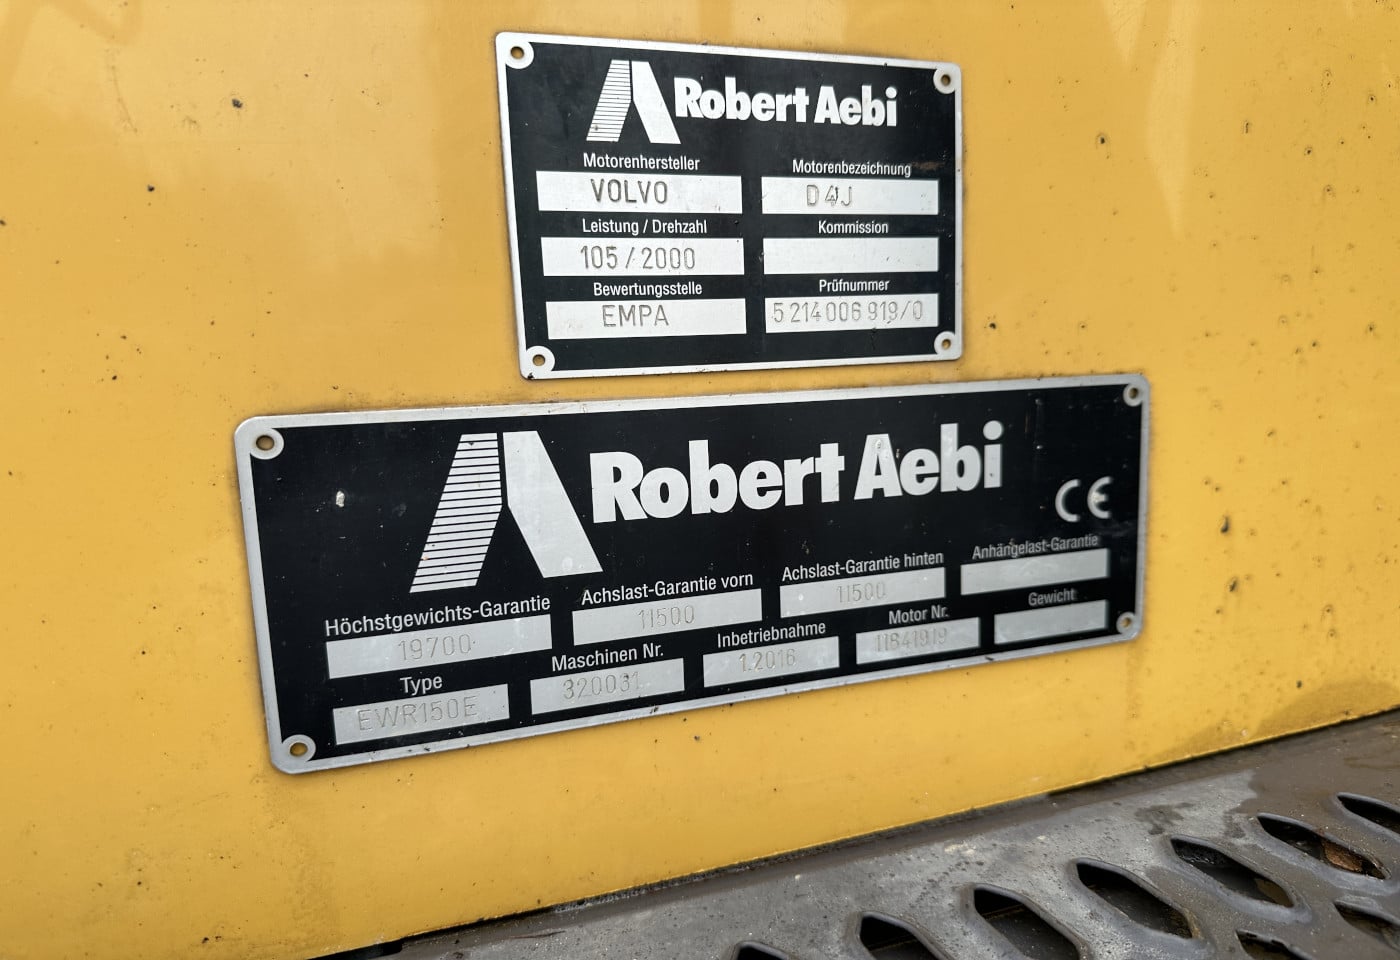 Robert Aebi
Motorenhersteller Motorenbezeichnung
VOLVO D4J
Leistung / Drehzahl Kommission
105 / 2000
Bewertungsstelle Prüfnummer
EMPA 5 214 006 919/0
Robert Aebi
CE
Höchstgewichts-Garantie Achslast-Garantie vorn Achslast-Garantie hinten Anhängelast-Garantie
19700 11500 11500
Type Maschinen Nr. Inbetriebnahme Motor Nr. Gewicht
EWR150E 320031 1.2016 11841919